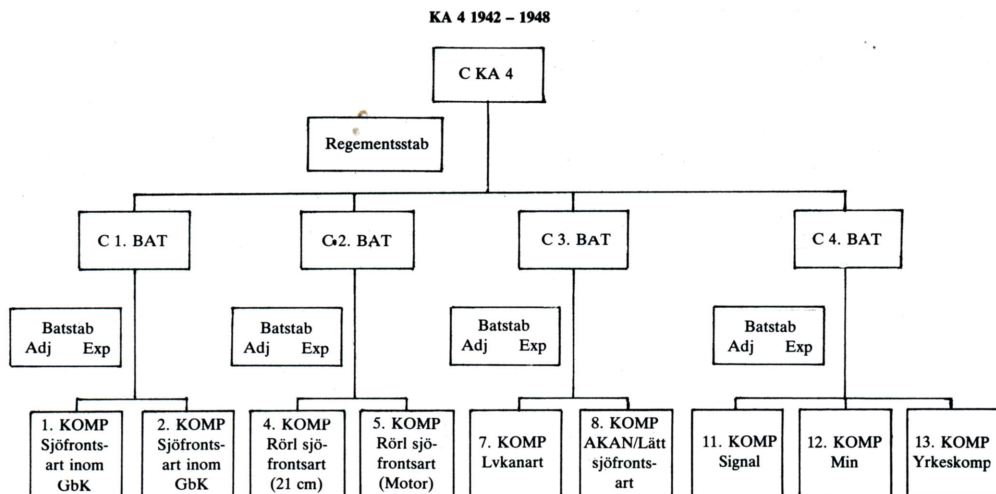 KA 4 1942 – 1948
C KA 4
Regementsstab
C 1. BAT
C 2. BAT
C 3. BAT
C 4. BAT
Batstab
Adj Exp
Batstab
Adj Exp
Batstab
Adj Exp
Batstab
Adj Exp
1. KOMP
Sjöfronts-
art inom
GbK
2. KOMP
Sjöfronts-
art inom
GbK
4. KOMP
Rörl sjö-
frontsart
(21 cm)
5. KOMP
Rörl sjö-
frontsart
(Motor)
7. KOMP
Lvkanart
8. KOMP
AKAN/Lätt
sjöfronts-
art
11. KOMP
Signal
12. KOMP
Min
13. KOMP
Yrkeskomp